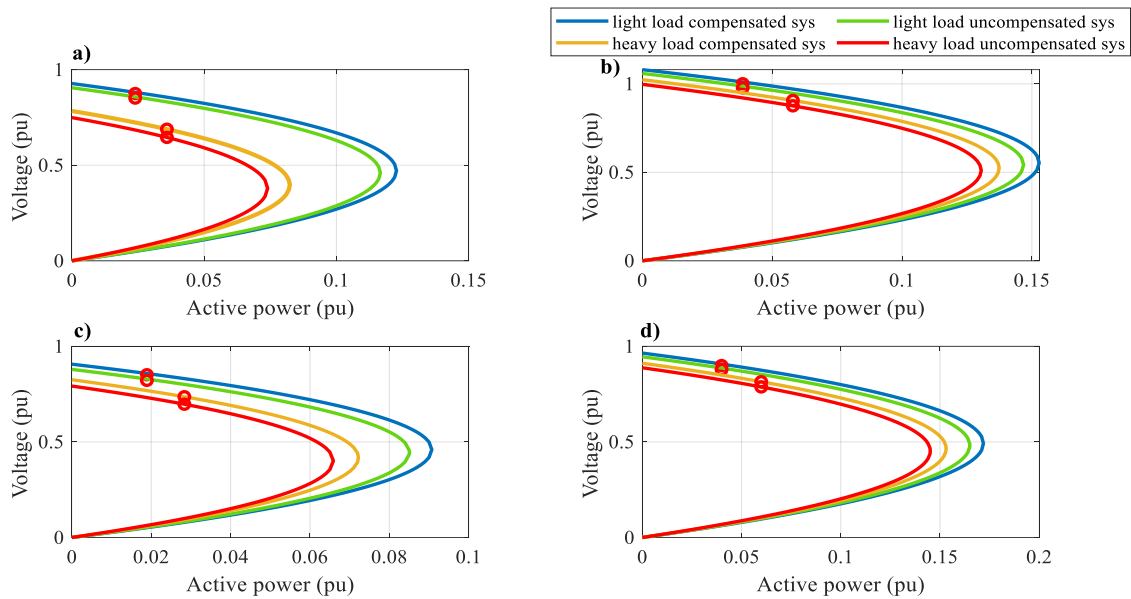 light load compensated sys
light load uncompensated sys
heavy load compensated sys
heavy load uncompensated sys
a)
1
0.5
0
Voltage (pu)
0
0.05
0.1
0.15
Active power (pu)
b)
1
0.5
0
Voltage (pu)
0
0.05
0.1
0.15
Active power (pu)
c)
1
0.5
0
Voltage (pu)
0
0.02
0.04
0.06
0.08
0.1
Active power (pu)
d)
1
0.5
0
Voltage (pu)
0
0.05
0.1
0.15
0.2
Active power (pu)